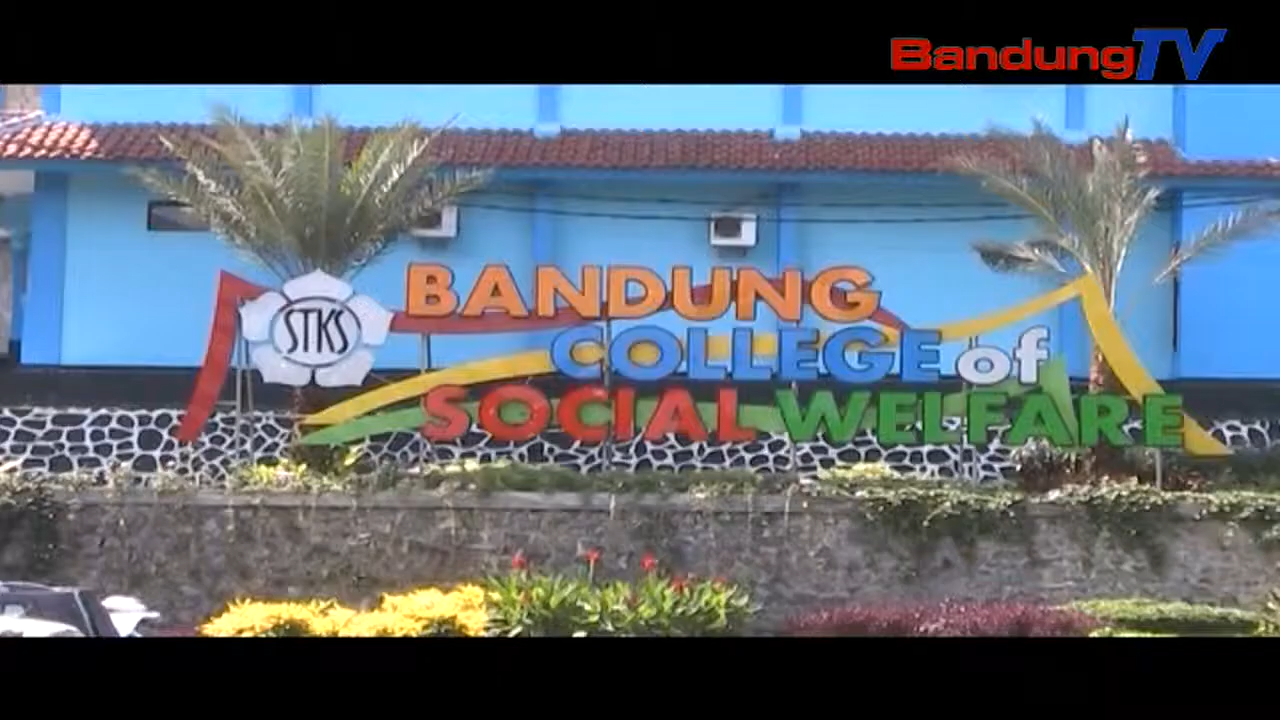 BandungTV
STKS
BANDUNG
COLLEGE of
SOCIAL WELFARE